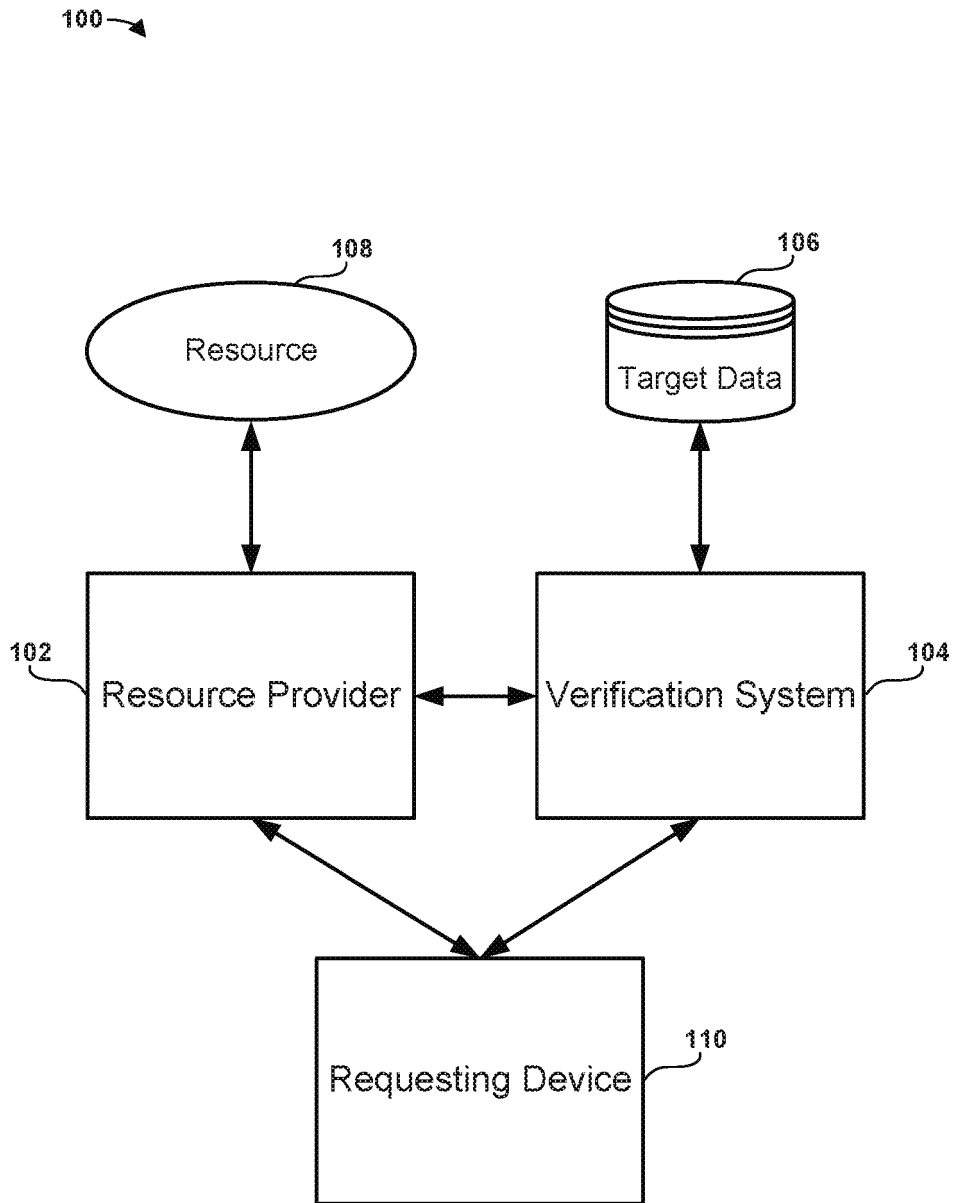 100
108
106
Resource
Target Data
102
104
Resource Provider
Verification System
110
Requesting Device